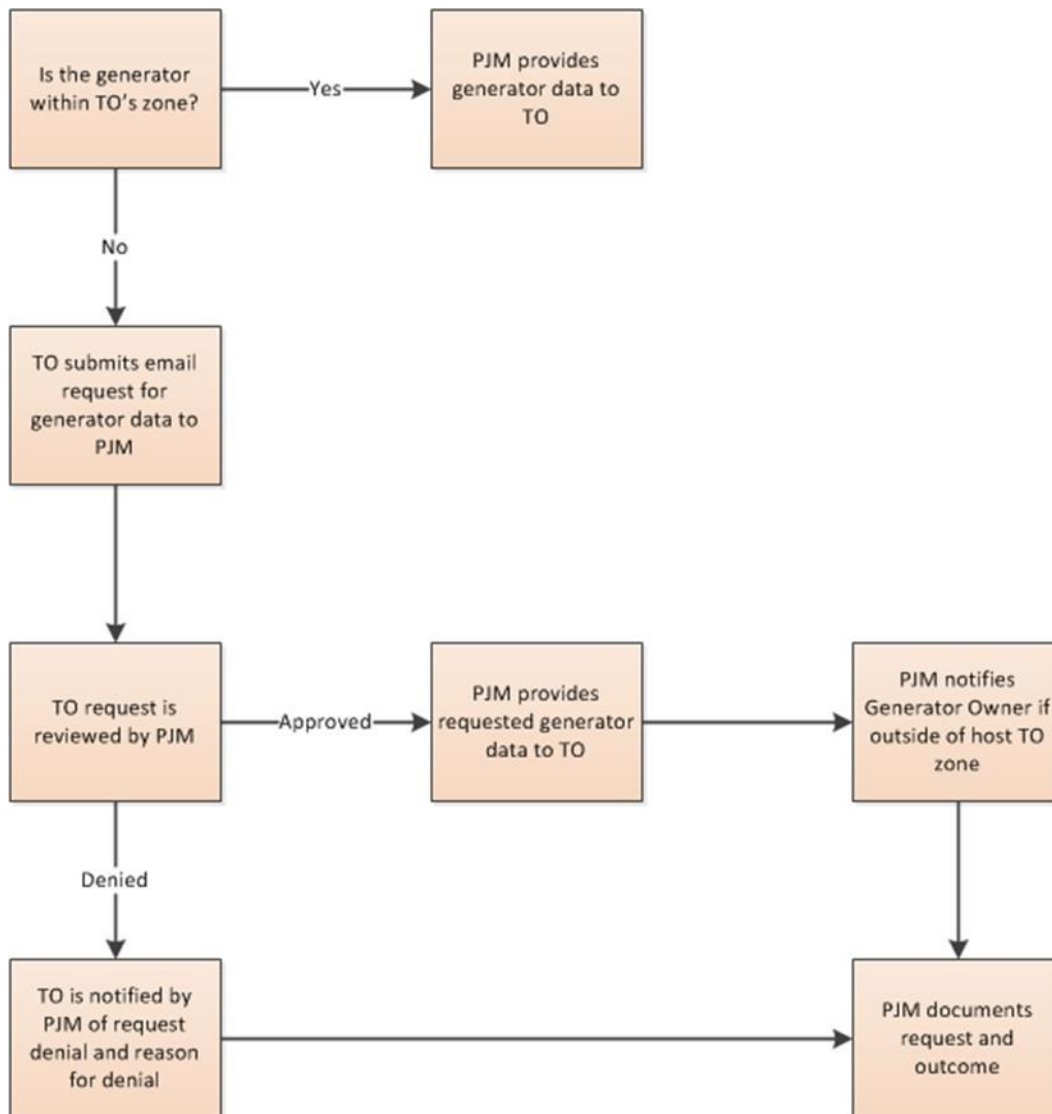 Is the generator
within TO's zone?
Yes
PJM provides
generator data to
TO
No
TO submits email
request for
generator data to
PJM
TO request is
reviewed by PJM
Approved
PJM provides
requested generator
data to TO
PJM notifies
Generator Owner if
outside of host TO
zone
Denied
TO is notified by
PJM of request
denial and reason
for denial
PJM documents
request and
outcome